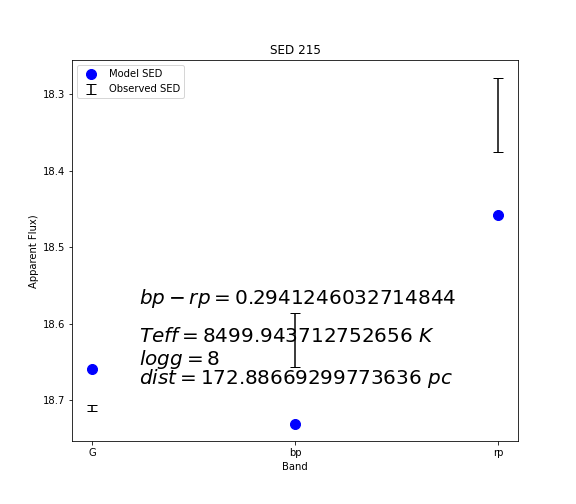 SED 215
Model SED
Observed SED
18.3
18.4
18.5
18.6
18.7
Apparent Flux)
bp − rp = 0.2941246032714844
Teff = 8499.943712752656 K
logg = 8
dist = 172.88669299773636 pc
G bp rp
Band